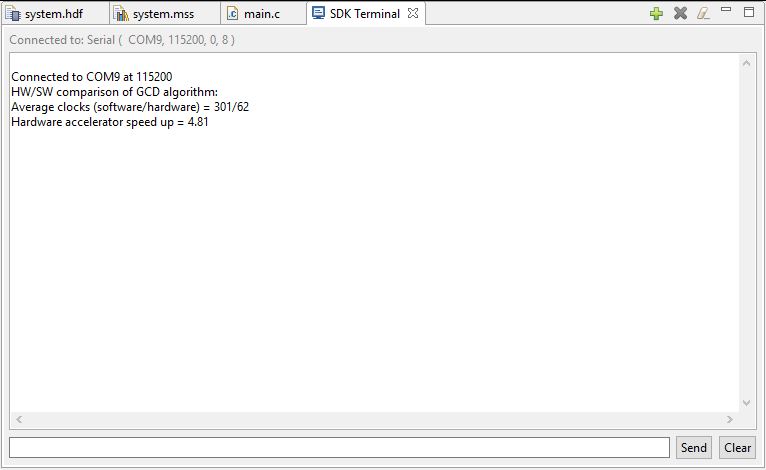 system.hdf system.mss main.c SDK Terminal
Connected to: Serial ( COM9, 115200, 0, 8 )
Connected to COM9 at 115200
HW/SW comparison of GCD algorithm:
Average clocks (software/hardware) = 301/62
Hardware accelerator speed up = 4.81
Send Clear